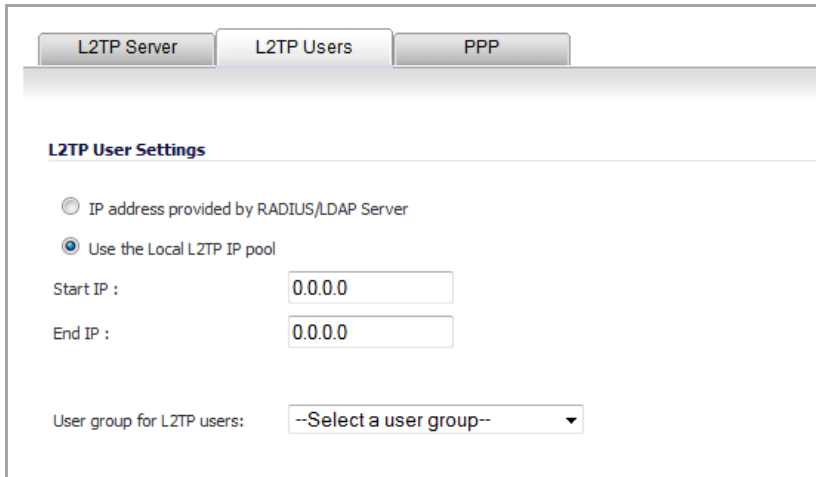 L2TP Server L2TP Users PPP
L2TP User Settings
IP address provided by RADIUS/LDAP Server
Use the Local L2TP IP pool
Start IP : 0.0.0.0
End IP : 0.0.0.0
User group for L2TP users: --Select a user group--